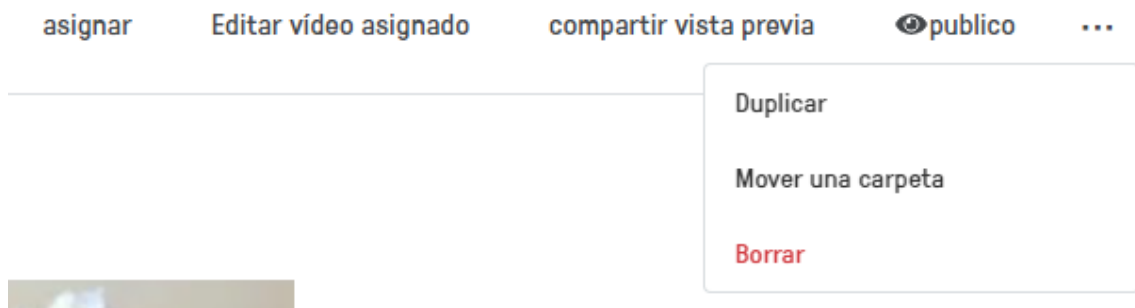 asignar Editar vídeo asignado compartir vista previa publico ...
Duplicar
Mover una carpeta
Borrar